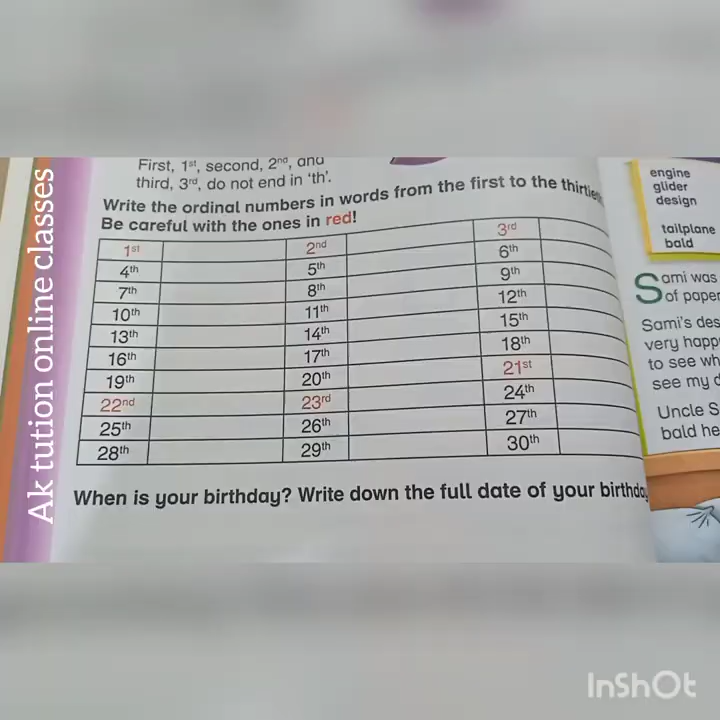 Ak tution online classes
First, 1st, second, 2nd, and
third, 3rd, do not end in 'th'.
Write the ordinal numbers in words from the first to the
Be careful with the ones in red!
1st 2nd 3rd
4th 5th 6th
7th 8th 9th
10th 11th 12th
13th 14th 15th
16th 17th 18th
19th 20th 21st
22nd 23rd 24th
25th 26th 27th
28th 29th 30th
When is your birthday? Write down the full date of your
engine
glider
design
tailplane
bald
Sami was
of paper
Sami's
very
to see
see my
Uncle
bald
InShOt